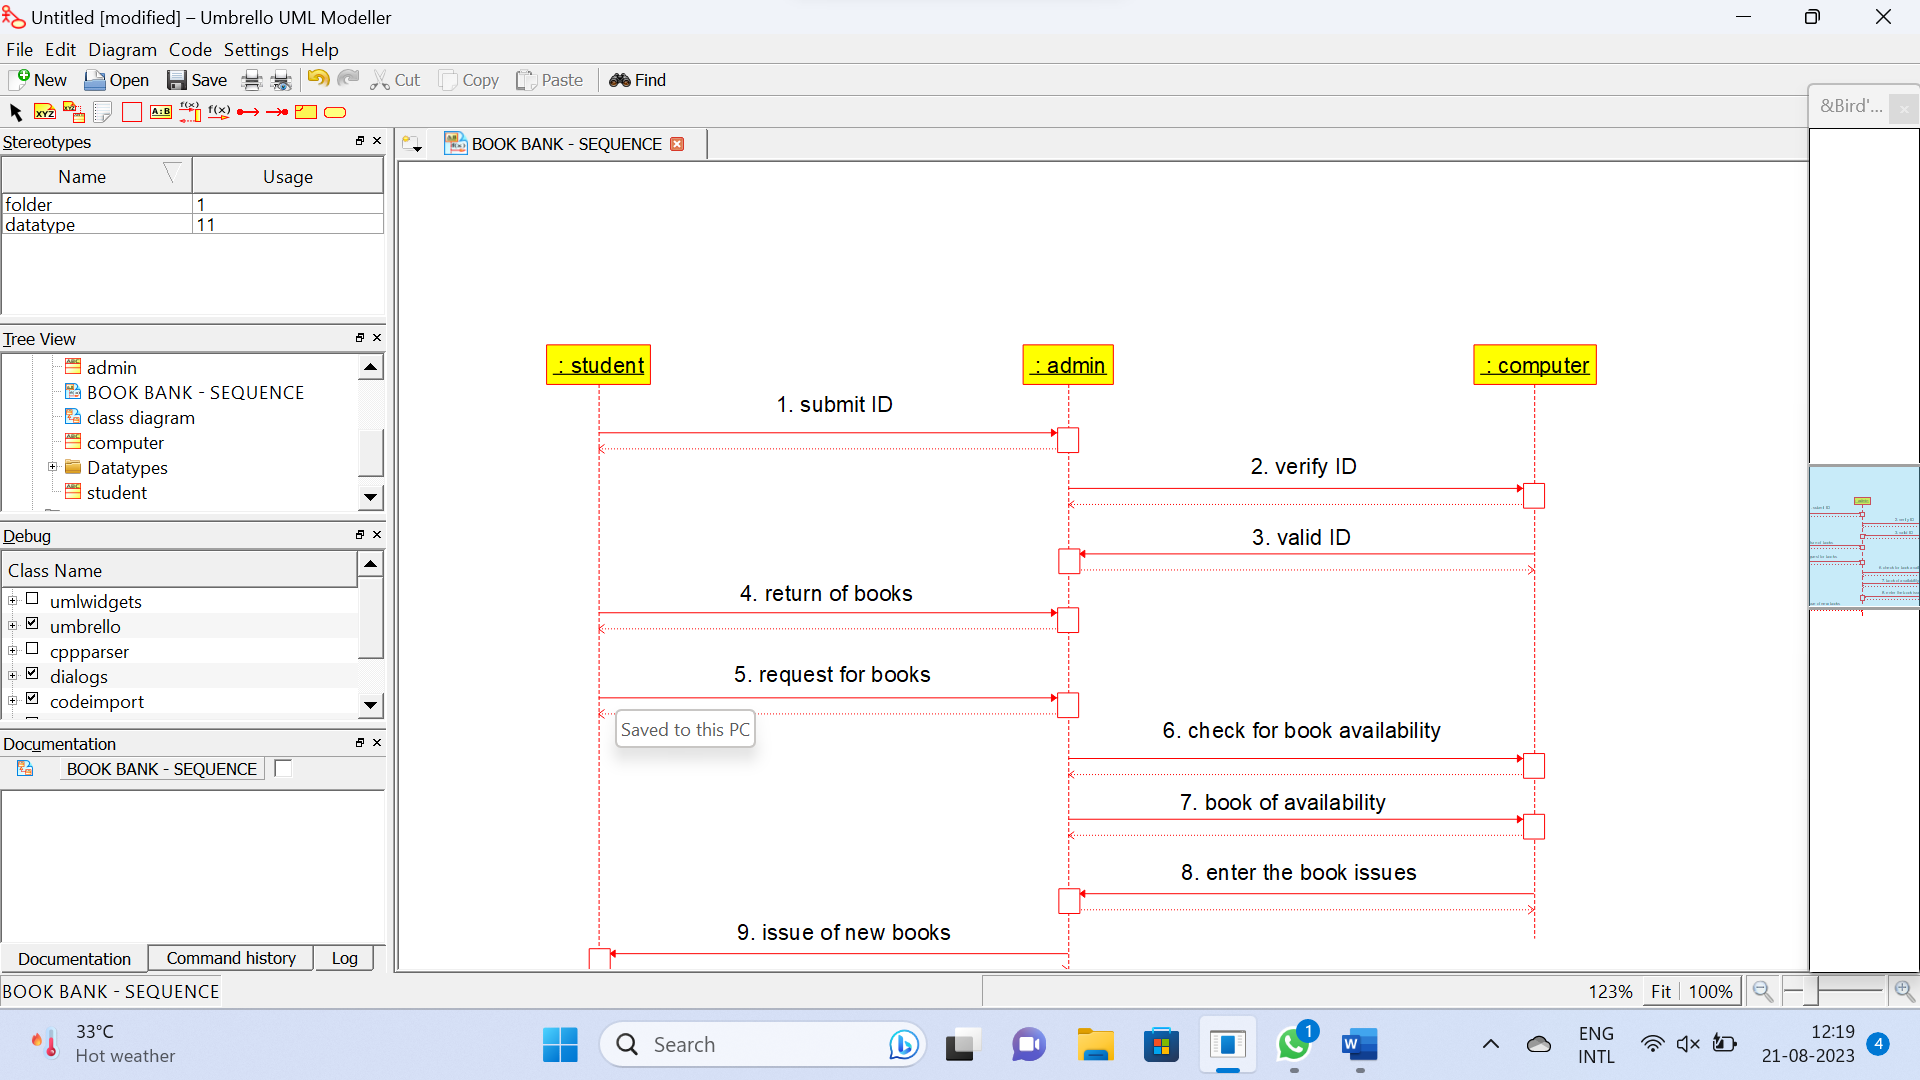 Untitled [modified] – Umbrello UML Modeller
File Edit Diagram Code Settings Help
New Open Save Cut Copy Paste Find
XYZ XYZ A:B f(x) f(x)
&Bird'...
Stereotypes
BOOK BANK - SEQUENCE
Name Usage
folder 1
datatype 11
Tree View
admin
BOOK BANK - SEQUENCE
class diagram
computer
Datatypes
student
Debug
Class Name
umlwidgets
umbrello
cppparser
dialogs
codeimport
Documentation
BOOK BANK - SEQUENCE
Documentation Command history Log
: student : admin : computer
1. submit ID
2. verify ID
3. valid ID
4. return of books
5. request for books
Saved to this PC
6. check for book availability
7. book of availability
8. enter the book issues
9. issue of new books
BOOK BANK - SEQUENCE
123% Fit 100%
33°C
Hot weather
Search
1
W
ENG
INTL
12:19
21-08-2023
4